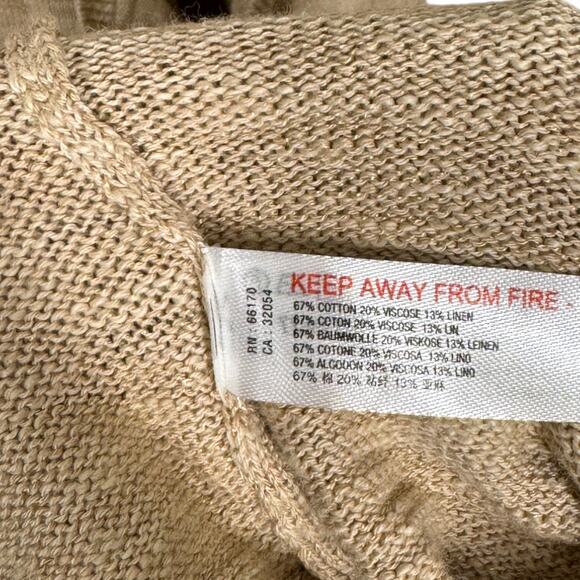 RN 66170
CA 32054
KEEP AWAY FROM FIRE -
67% COTTON 20% VISCOSE 13% LINEN
67% COTON 20% VISCOSE 13% LIN
67% BAUMWOLLE 20% VISKOSE 13% LEINEN
67% COTONE 20% VISCOSA 13% LINO
67% ALGODON 20% VISCOSA 13% LINO
67% 棉 20% 粘纤 13% 亚麻